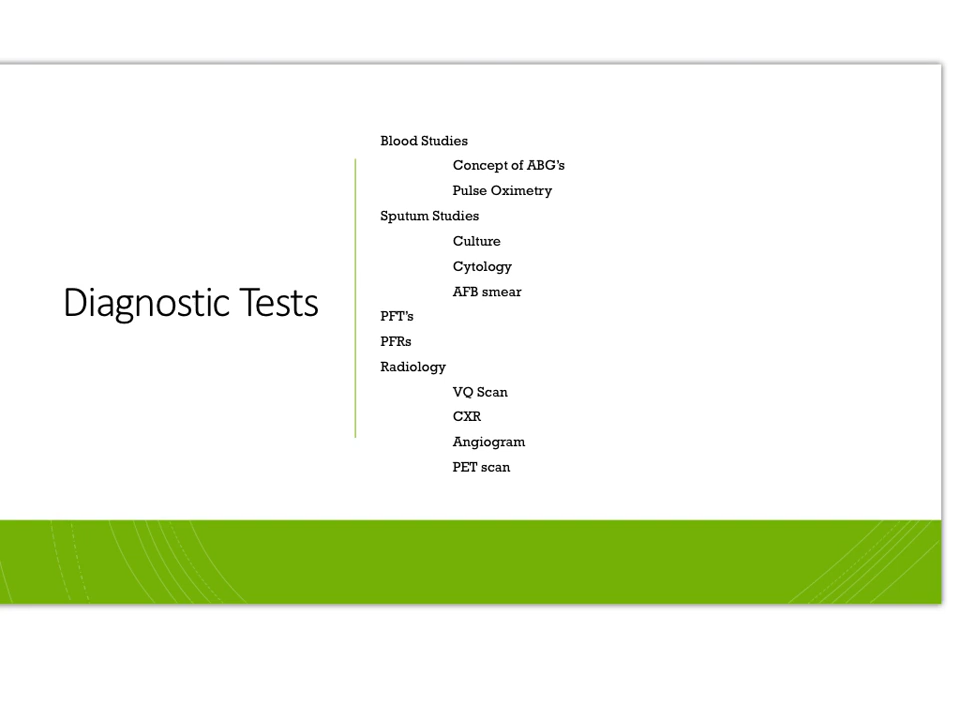 Diagnostic Tests
Blood Studies
Concept of ABG's
Pulse Oximetry
Sputum Studies
Culture
Cytology
AFB smear
PFT's
PFRs
Radiology
VQ Scan
CXR
Angiogram
PET scan